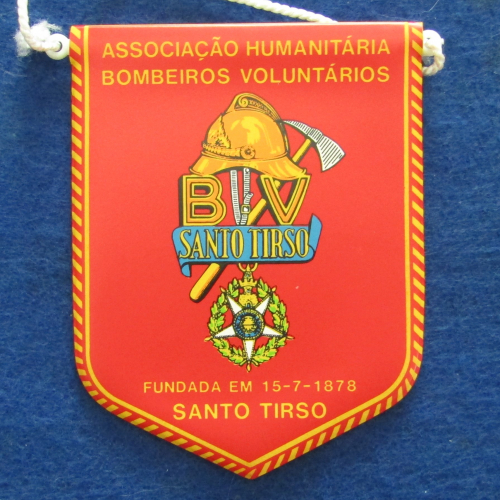 ASSOCIAÇÃO HUMANITÁRIA
BOMBEIROS VOLUNTÁRIOS
B V
SANTO TIRSO
FUNDADA EM 15-7-1878
SANTO TIRSO